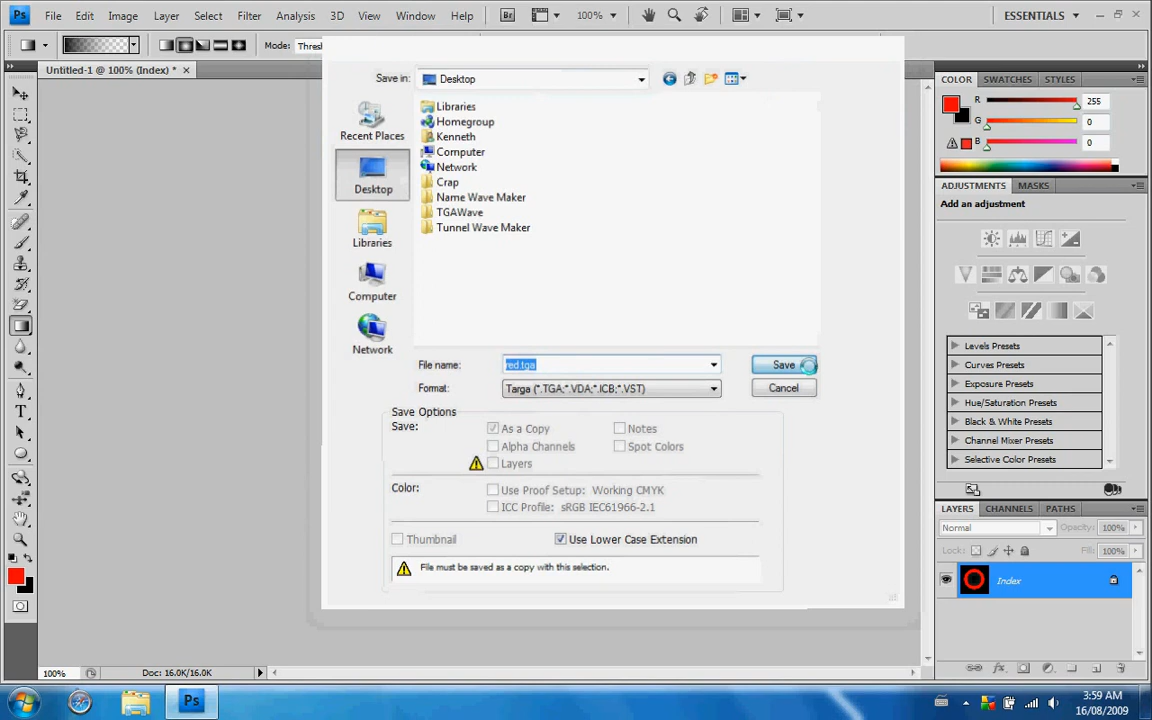 Ps File Edit Image Layer Select Filter Analysis 3D View Window Help Br 100% ESSENTIALS
Mode: Thresh
Untitled-1 @ 100% (Index) *
Save in: Desktop
Recent Places
Desktop
Libraries
Computer
Network
Libraries
Homegroup
Kenneth
Computer
Network
Crap
Name Wave Maker
TGAWave
Tunnel Wave Maker
File name: red.tga Save
Format: Targa (*.TGA;*.VDA;*.ICB;*.VST) Cancel
Save Options
Save: As a Copy Notes
Alpha Channels Spot Colors
Layers
Color: Use Proof Setup: Working CMYK
ICC Profile: sRGB IEC61966-2.1
Thumbnail Use Lower Case Extension
File must be saved as a copy with this selection.
COLOR SWATCHES STYLES
R 255
G 0
B 0
ADJUSTMENTS MASKS
Add an adjustment
Levels Presets
Curves Presets
Exposure Presets
Hue/Saturation Presets
Black & White Presets
Channel Mixer Presets
Selective Color Presets
LAYERS CHANNELS PATHS
Normal Opacity: 100%
Lock: Fill: 100%
Index
100% Doc: 16.0K/16.0K
Ps
3:59 AM
16/08/2009